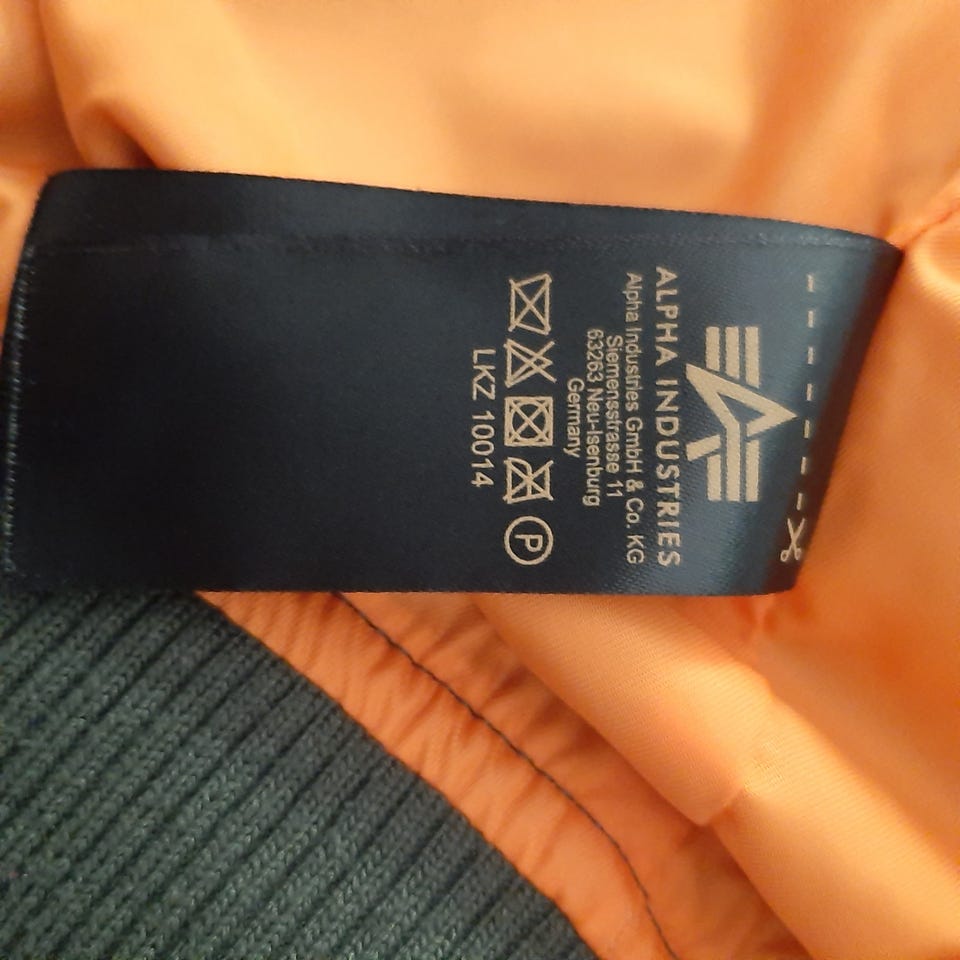 ALPHA INDUSTRIES
Alpha Industries GmbH & Co. KG
Siemensstrasse 11
63263 Neu-Isenburg
Germany
P
LKZ 10014